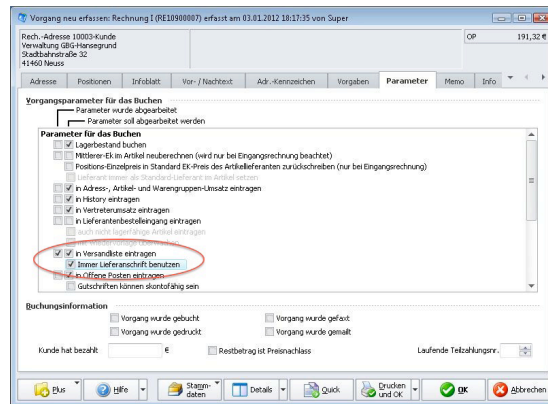 Vorgang neu erfassen: Rechnung I (RE10900007) erfasst am 03.01.2012 18:17:35 von Super
Rech.-Adresse 10003-Kunde
Verwaltung GBG-Hansegrund
Stadtbahnstraße 32
41460 Neuss
OP 191,32 €
Adresse Positionen Infoblatt Vor- / Nachtext Adr.-Kennzeichen Vorgaben Parameter Memo Info
Vorgangsparameter für das Buchen
Parameter wurde abgearbeitet
Parameter soll abgearbeitet werden
Parameter für das Buchen
Lagerbestand buchen
Mittlerer-Ek im Artikel neuberechnen (wird nur bei Eingangsrechnung beachtet)
Positions-Einzelpreis in Standard EK-Preis des Artikellieferanten zurückschreiben (nur bei Eingangsrechnung)
Lieferant immer als Standard-Lieferant im Artikel setzen
in Adress-, Artikel- und Warengruppen-Umsatz eintragen
in History eintragen
in Vertreterumsatz eintragen
in Lieferantenbestelleingang eintragen
auch nicht lagerfähige Artikel eintragen
mit Wiedervorlage überwachen
in Versandliste eintragen
Immer Lieferanschrift benutzen
in Offene Posten eintragen
Gutschriften können skontofähig sein
Buchungsinformation
Vorgang wurde gebucht Vorgang wurde gefaxt
Vorgang wurde gedruckt Vorgang wurde gemailt
Kunde hat bezahlt € Restbetrag ist Preisnachlass Laufende Teilzahlungsnr.
Plus Hilfe Stammdaten Details Quick Drucken und OK OK Abbrechen